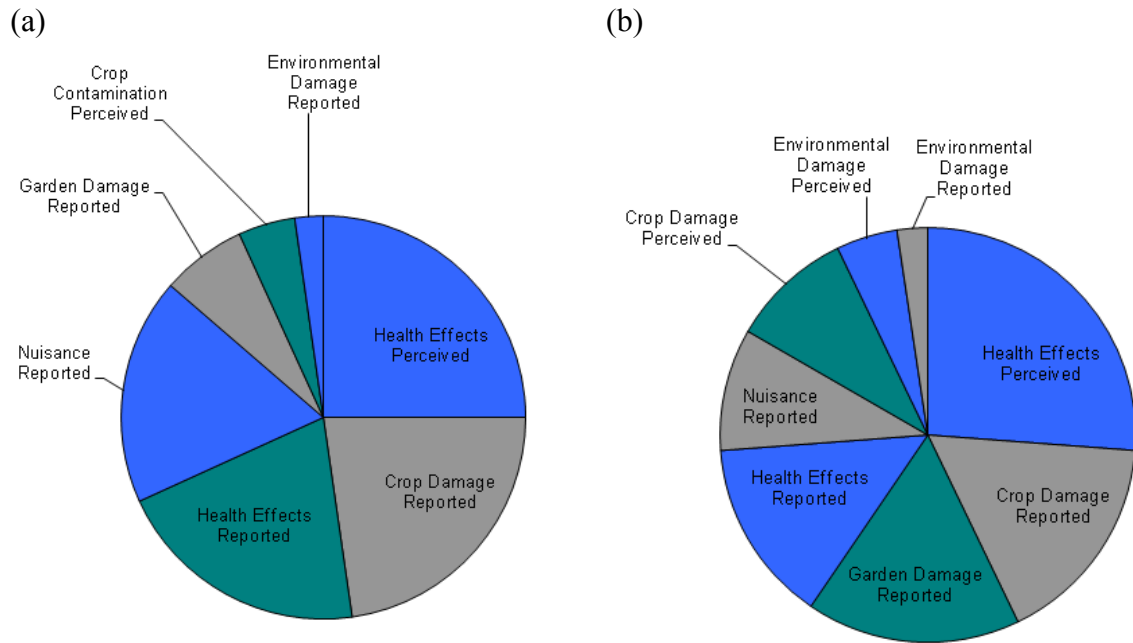 (a)
Environmental
Damage
Reported
Crop
Contamination
Perceived
Garden Damage
Reported
Nuisance
Reported
Health Effects
Perceived
Crop Damage
Reported
Health Effects
Reported
(b)
Environmental
Damage
Reported
Environmental
Damage
Perceived
Crop Damage
Perceived
Health Effects
Perceived
Nuisance
Reported
Health Effects
Reported
Crop Damage
Reported
Garden Damage
Reported